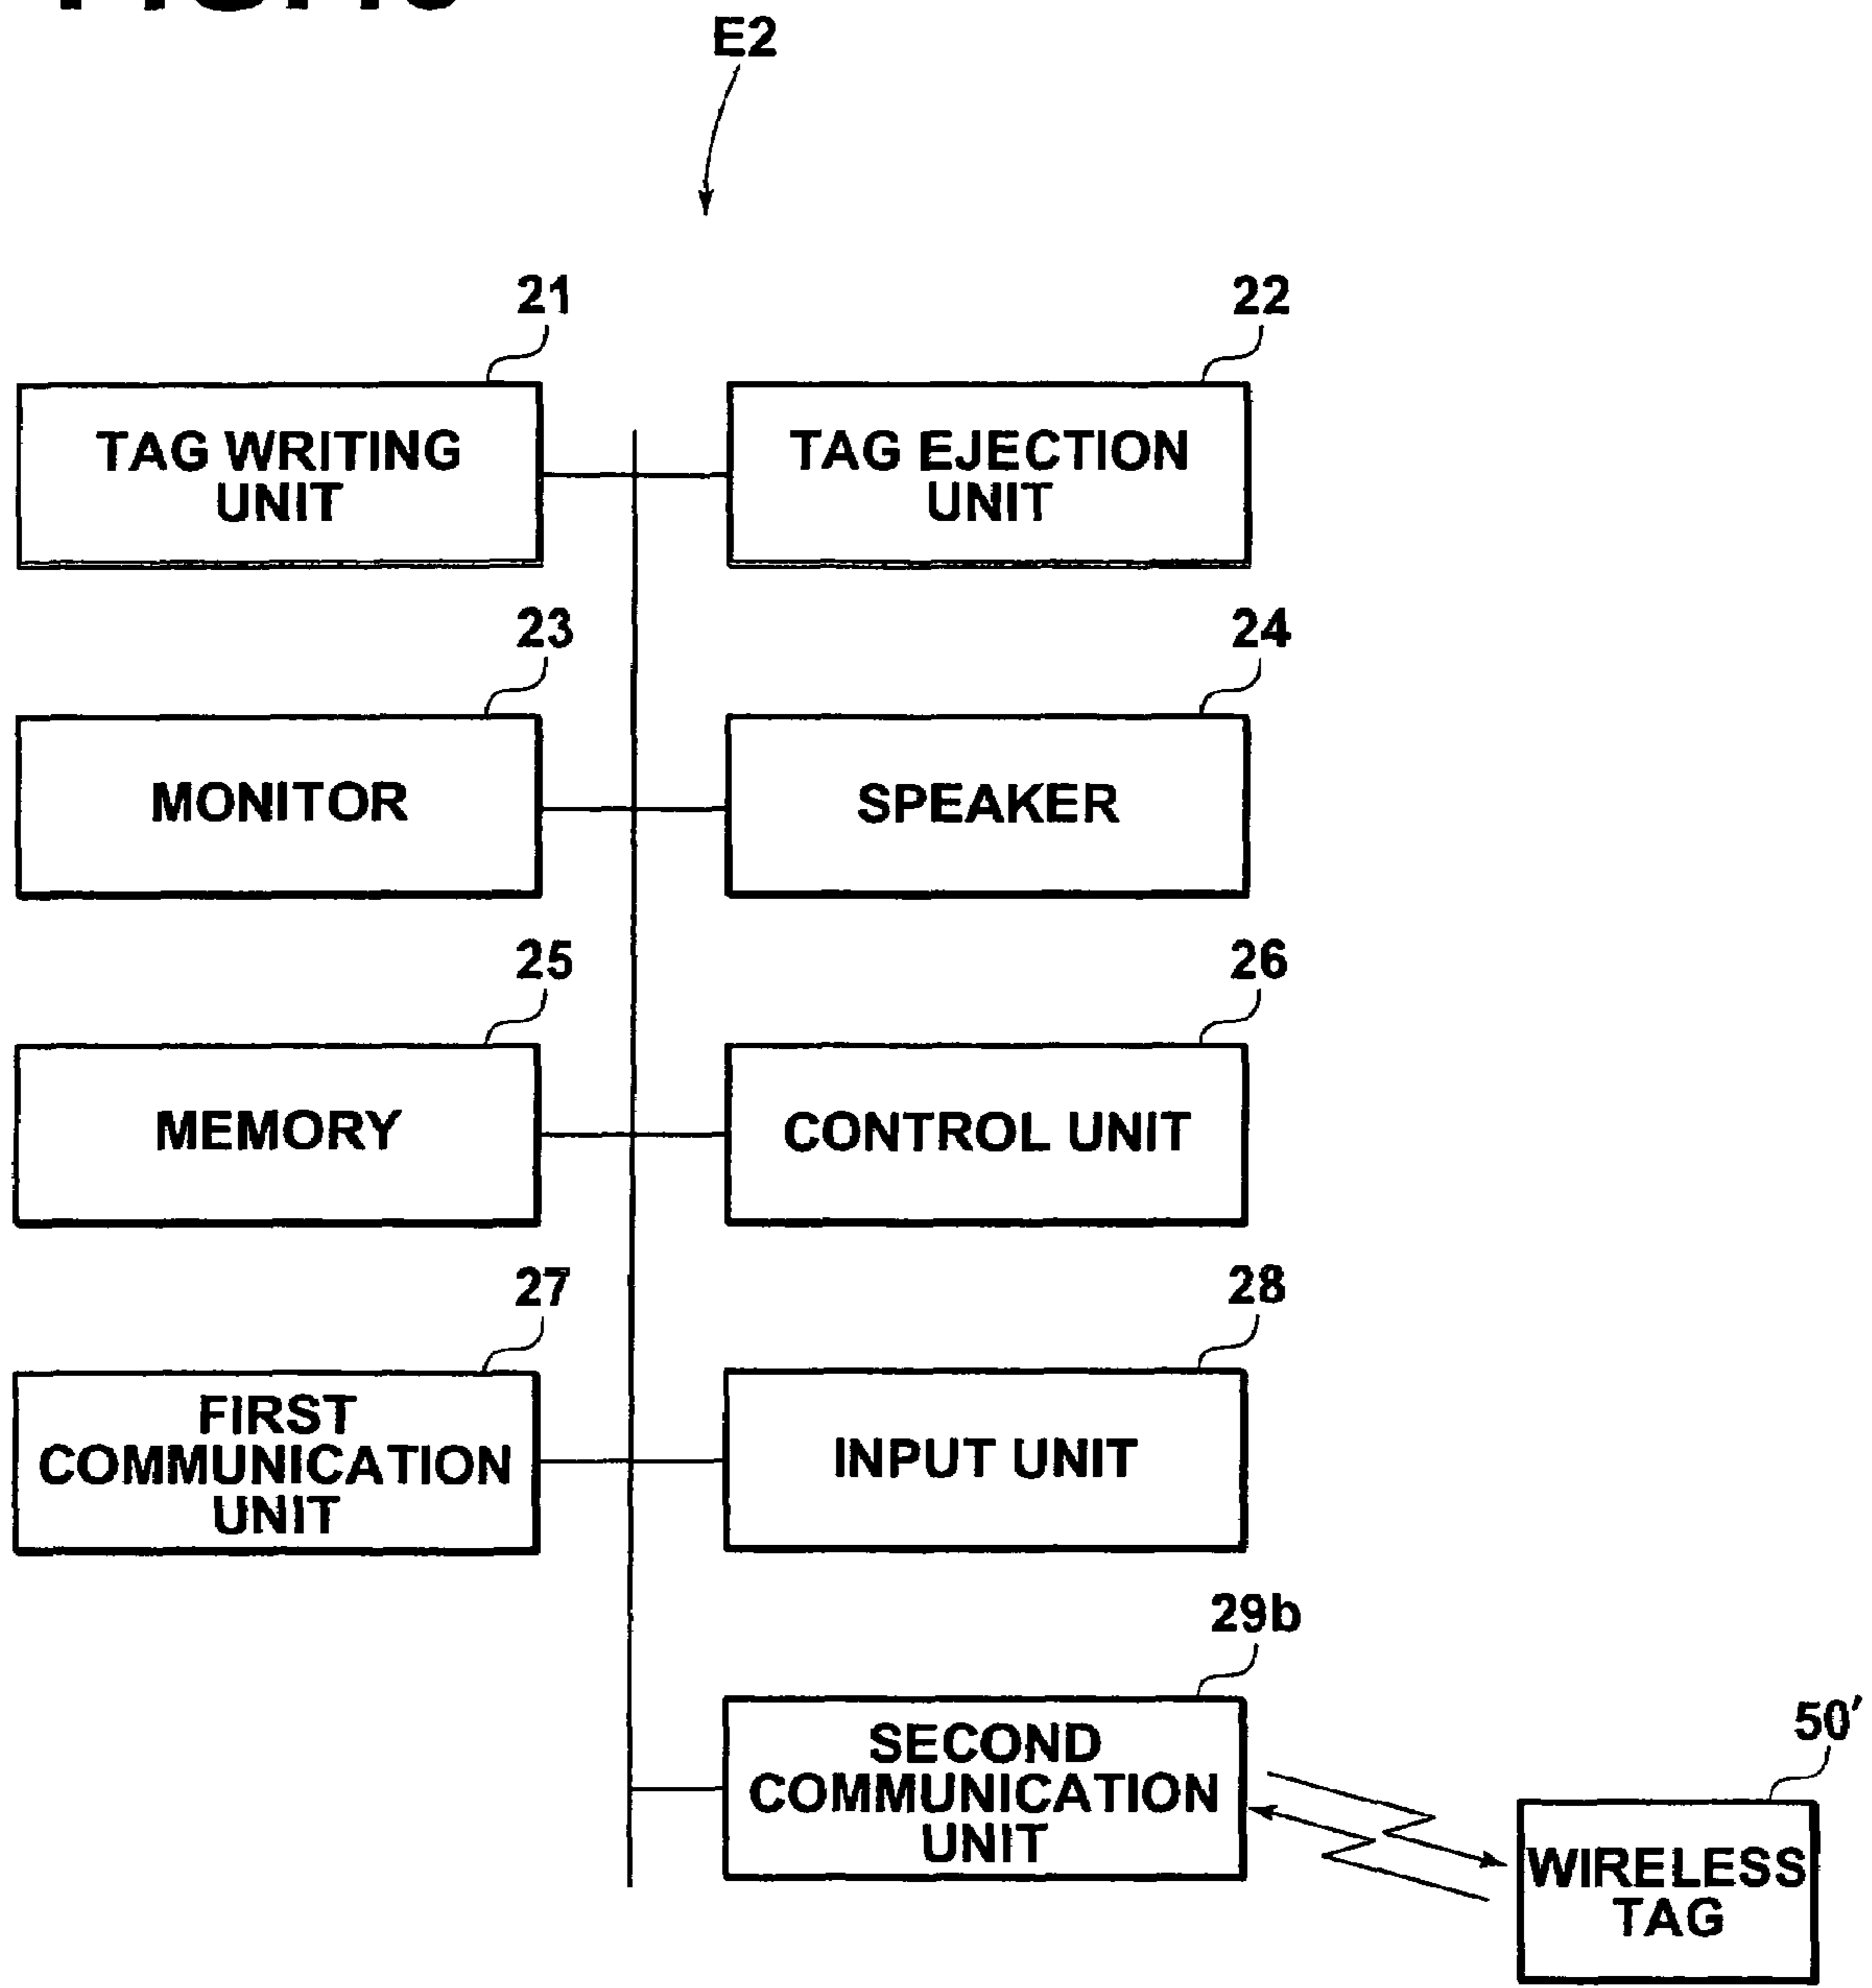 E2
21
22
TAG WRITING
UNIT
TAG EJECTION
UNIT
23
24
MONITOR
SPEAKER
25
26
MEMORY
CONTROL UNIT
27
28
FIRST
COMMUNICATION
UNIT
INPUT UNIT
29b
SECOND
COMMUNICATION
UNIT
50'
WIRELESS
TAG